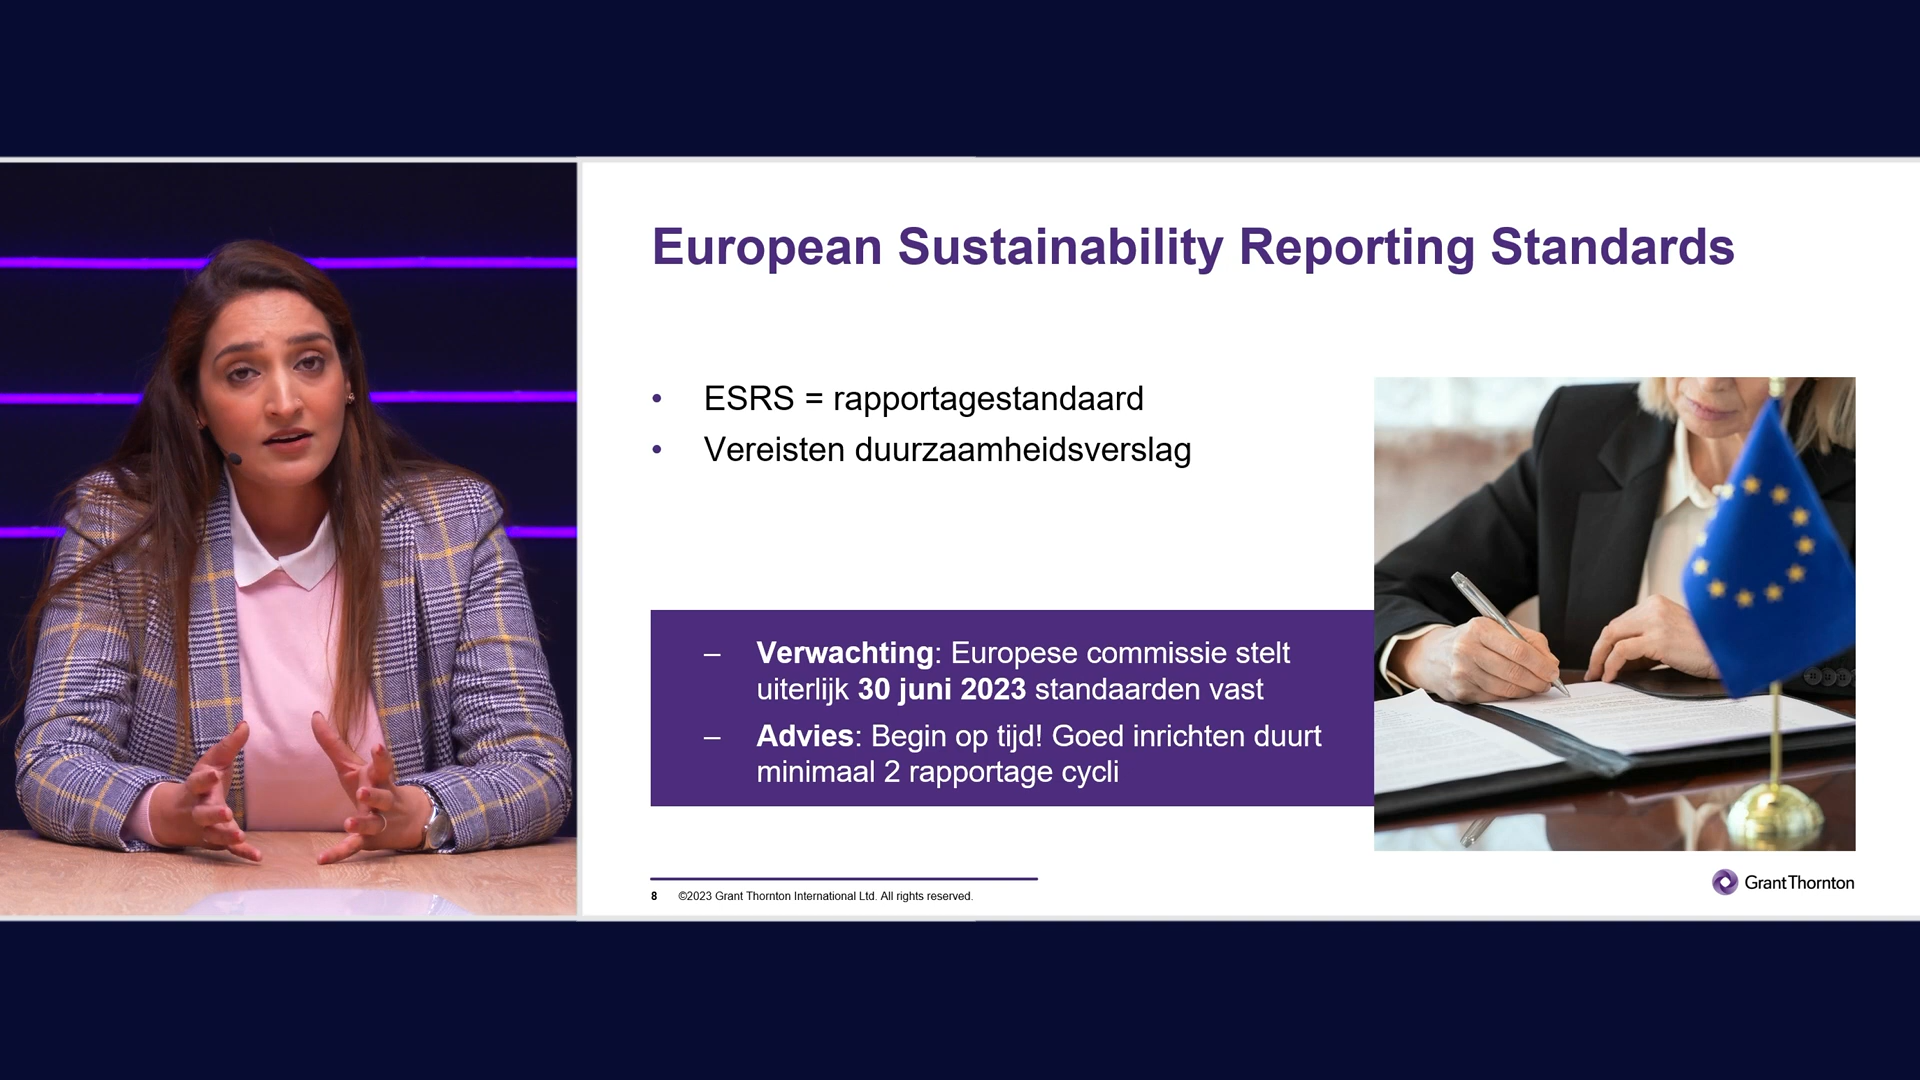 European Sustainability Reporting Standards
• ESRS = rapportagestandaard
• Vereisten duurzaamheidsverslag
– Verwachting: Europese commissie stelt
uiterlijk 30 juni 2023 standaarden vast
– Advies: Begin op tijd! Goed inrichten duurt
minimaal 2 rapportage cycli
8 ©2023 Grant Thornton International Ltd. All rights reserved.
GrantThornton